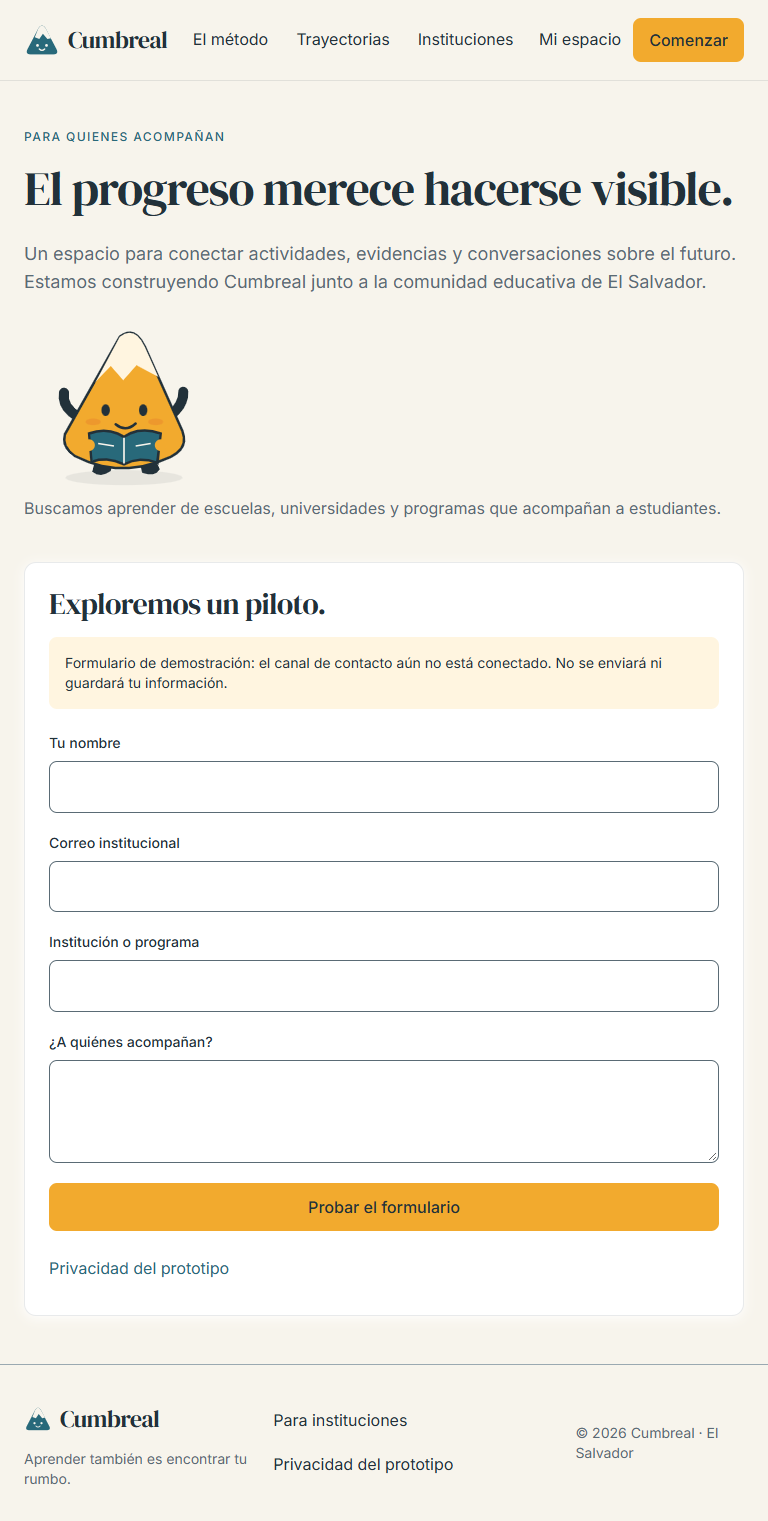 Cumbreal
El método
Trayectorias
Instituciones
Mi espacio
Comenzar
PARA QUIENES ACOMPAÑAN
El progreso merece hacerse visible.
Un espacio para conectar actividades, evidencias y conversaciones sobre el futuro.
Estamos construyendo Cumbreal junto a la comunidad educativa de El Salvador.
Buscamos aprender de escuelas, universidades y programas que acompañan a estudiantes.
Exploremos un piloto.
Formulario de demostración: el canal de contacto aún no está conectado. No se enviará ni
guardará tu información.
Tu nombre
Correo institucional
Institución o programa
¿A quiénes acompañan?
Probar el formulario
Privacidad del prototipo
Cumbreal
Aprender también es encontrar tu
rumbo.
Para instituciones
Privacidad del prototipo
© 2026 Cumbreal · El
Salvador